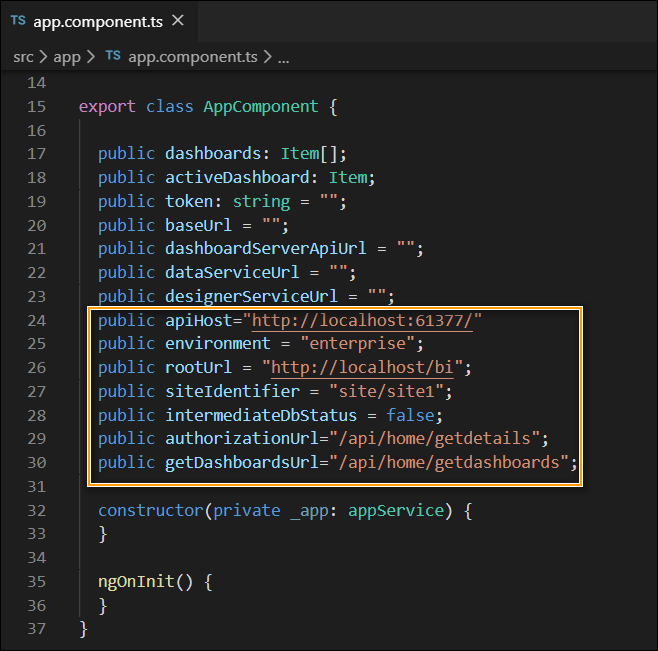 TS app.component.ts ×
src > app > TS app.component.ts > ...
14
15 export class AppComponent {
16
17 public dashboards: Item[];
18 public activeDashboard: Item;
19 public token: string = "";
20 public baseUrl = "";
21 public dashboardServerApiUrl = "";
22 public dataServiceUrl = "";
23 public designerServiceUrl = "";
24 public apiHost="http://localhost:61377/"
25 public environment = "enterprise";
26 public rootUrl = "http://localhost/bi";
27 public siteIdentifier = "site/site1";
28 public intermediateDbStatus = false;
29 public authorizationUrl="/api/home/getdetails";
30 public getDashboardsUrl="/api/home/getdashboards";
31
32 constructor(private _app: appService) {
33 }
34
35 ngOnInit() {
36 }
37 }